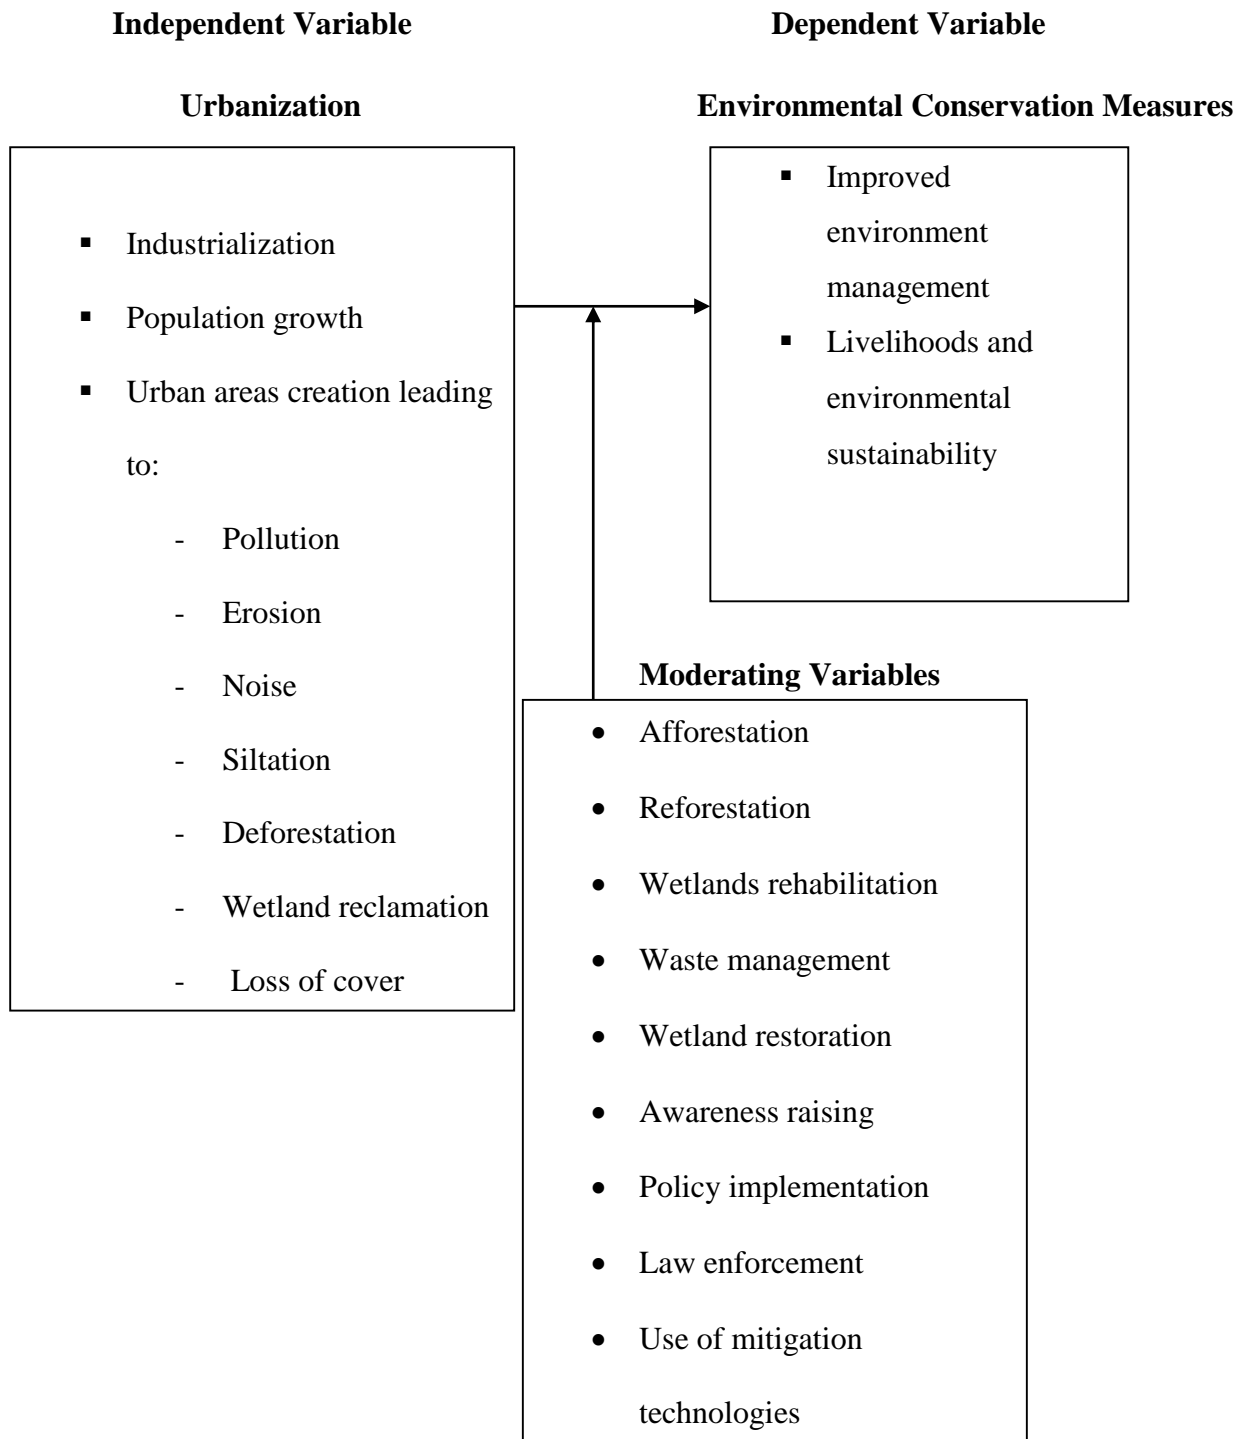 Independent Variable
Dependent Variable
Urbanization
Environmental Conservation Measures
▪ Industrialization
▪ Population growth
▪ Urban areas creation leading
to:
- Pollution
- Erosion
- Noise
- Siltation
- Deforestation
- Wetland reclamation
- Loss of cover
▪ Improved
environment
management
▪ Livelihoods and
environmental
sustainability
Moderating Variables
• Afforestation
• Reforestation
• Wetlands rehabilitation
• Waste management
• Wetland restoration
• Awareness raising
• Policy implementation
• Law enforcement
• Use of mitigation
technologies